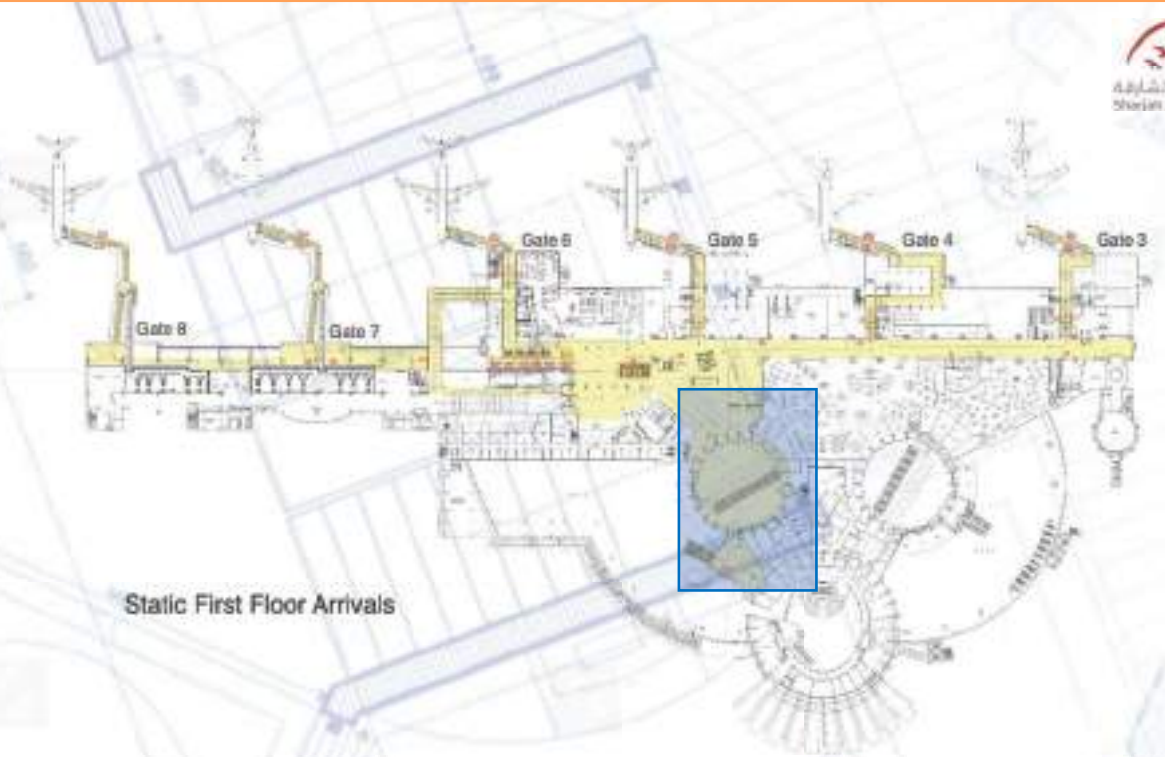 الشارقة
Sharjah
Gate 6
Gate 5
Gate 4
Gate 3
Gate 8
Gate 7
Static First Floor Arrivals